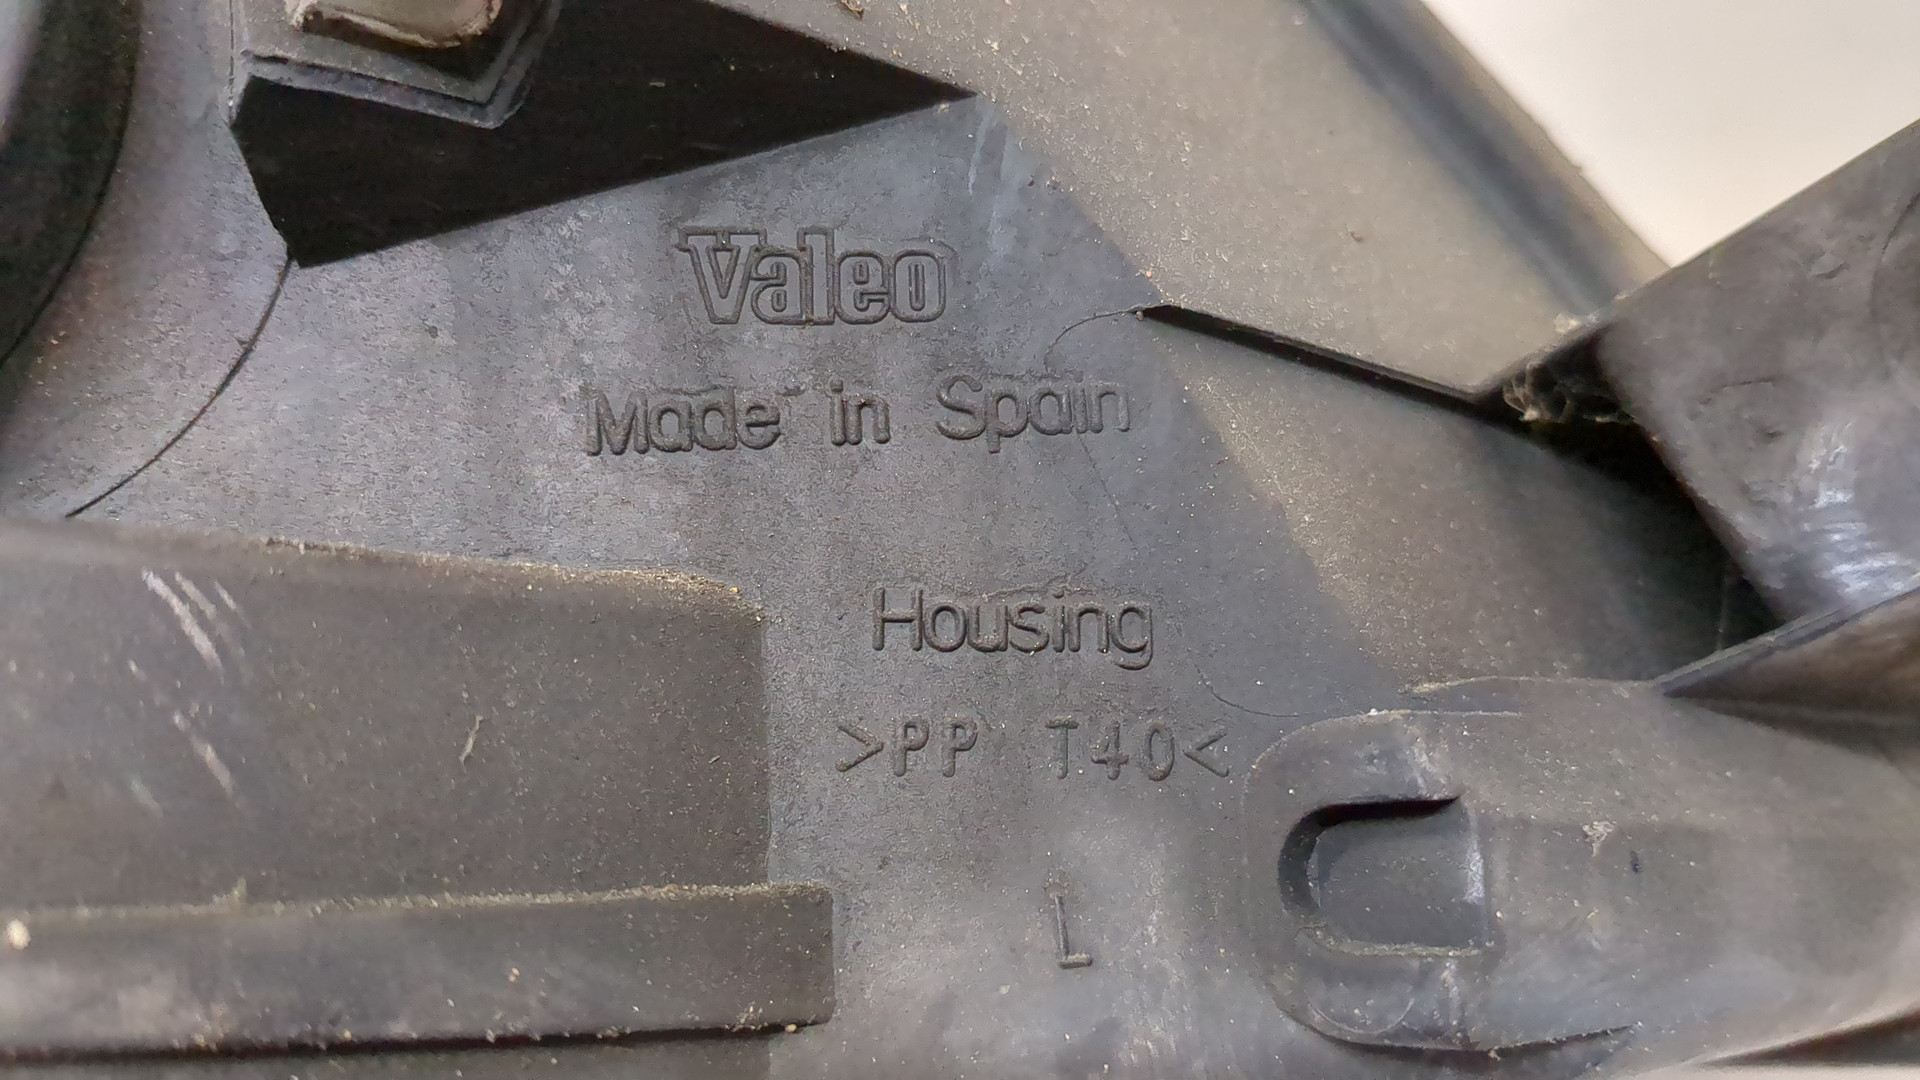 Valeo
Made in Spain
Housing
>PP T40<
L